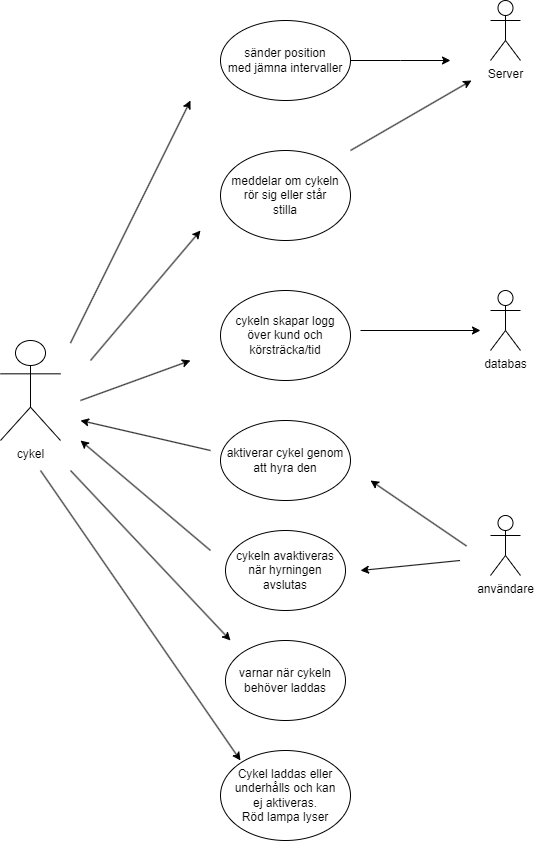 sänder position
med jämna intervaller
Server
meddelar om cykeln
rör sig eller står
stilla
cykeln skapar logg
över kund och
körsträcka/tid
databas
cykel
aktiverar cykel genom
att hyra den
cykeln avaktiveras
när hyrningen
avslutas
användare
varnar när cykeln
behöver laddas
Cykel laddas eller
underhålls och kan
ej aktiveras.
Röd lampa lyser